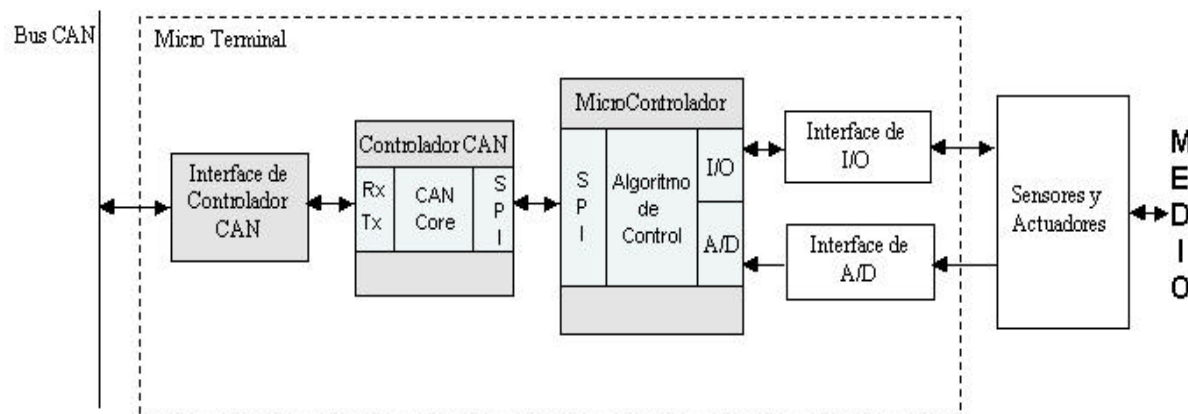 Bus CAN
Micro Terminal
Interface de
Controlador
CAN
Controlador CAN
Rx
Tx
CAN
Core
S
P
I
MicroControlador
S
P
I
Algoritmo
de
Control
I/O
A/D
Interface de
I/O
Interface de
A/D
Sensores y
Actuadores
M
E
D
I
O